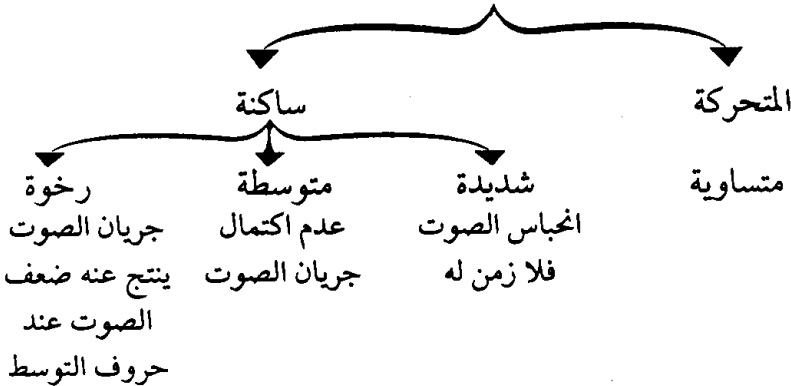 المتحركة
ساكنة
متساوية
شديدة
انحباس الصوت
فلا زمن له
متوسطة
عدم اكتمال
جريان الصوت
رخوة
جريان الصوت
ينتج عنه ضعف
الصوت عند
حروف التوسط